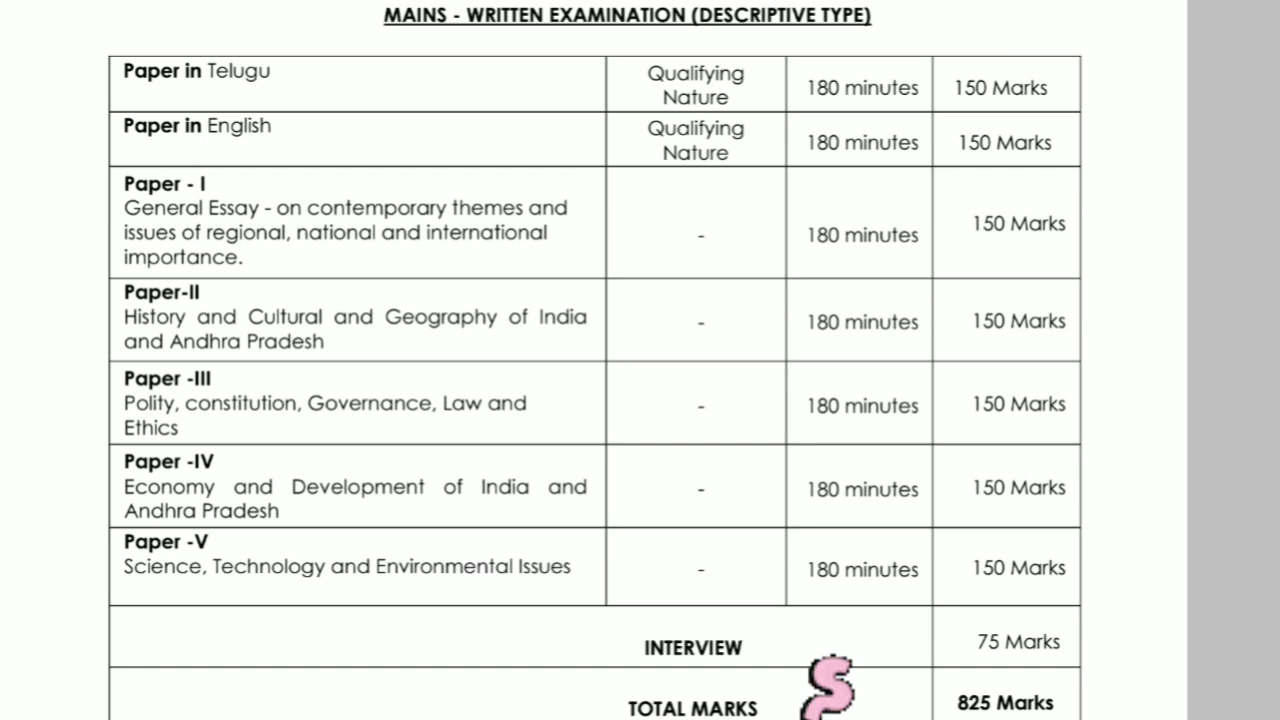 MAINS - WRITTEN EXAMINATION (DESCRIPTIVE TYPE)
Paper in Telugu
Qualifying
Nature
180 minutes
150 Marks
Paper in English
Qualifying
Nature
180 minutes
150 Marks
Paper - I
General Essay - on contemporary themes and
issues of regional, national and international
importance.
-
180 minutes
150 Marks
Paper-II
History and Cultural and Geography of India
and Andhra Pradesh
-
180 minutes
150 Marks
Paper -III
Polity, constitution, Governance, Law and
Ethics
-
180 minutes
150 Marks
Paper -IV
Economy and Development of India and
Andhra Pradesh
-
180 minutes
150 Marks
Paper -V
Science, Technology and Environmental Issues
-
180 minutes
150 Marks
INTERVIEW
75 Marks
TOTAL MARKS
825 Marks